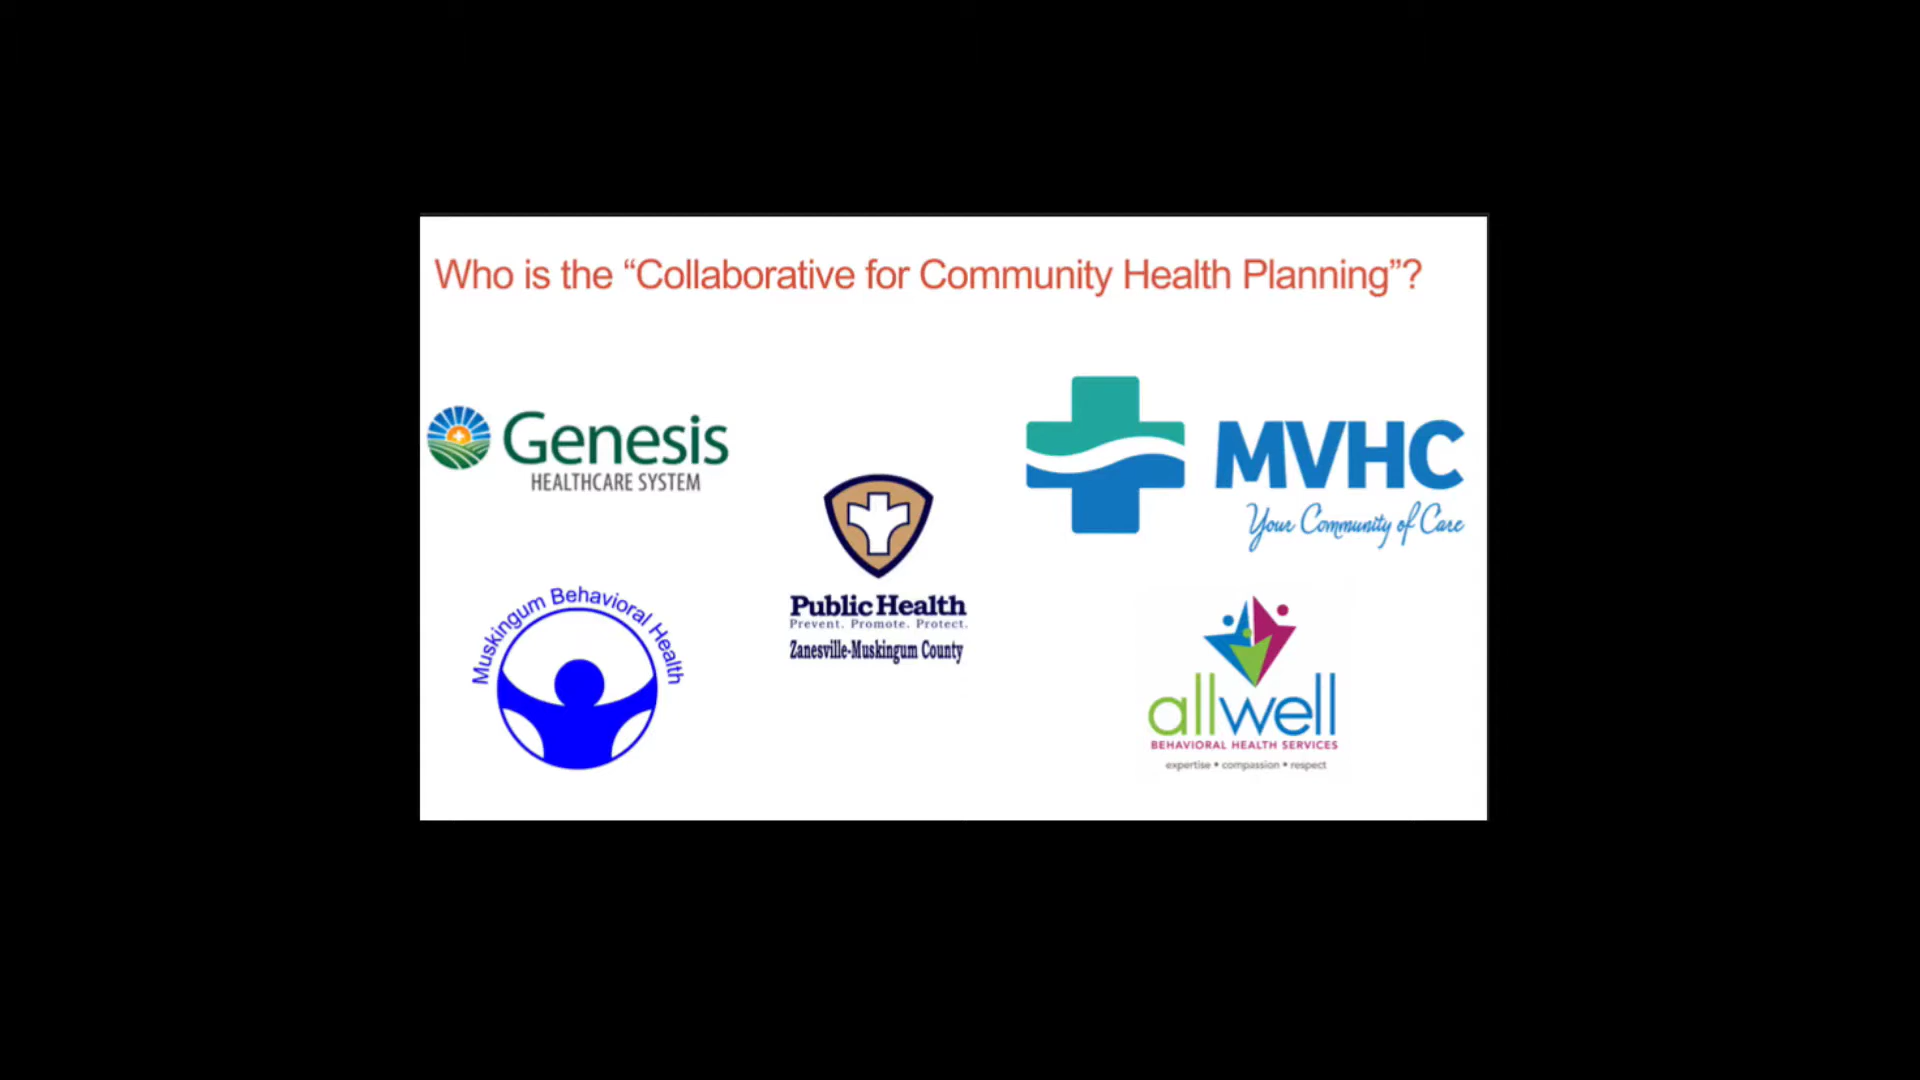 Who is the “Collaborative for Community Health Planning”?
Genesis
HEALTHCARE SYSTEM
MVHC
Your Community of Care
Public Health
Prevent. Promote. Protect.
Zanesville-Muskingum County
Muskingum Behavioral Health
allwell
BEHAVIORAL HEALTH SERVICES
expertise • compassion • respect